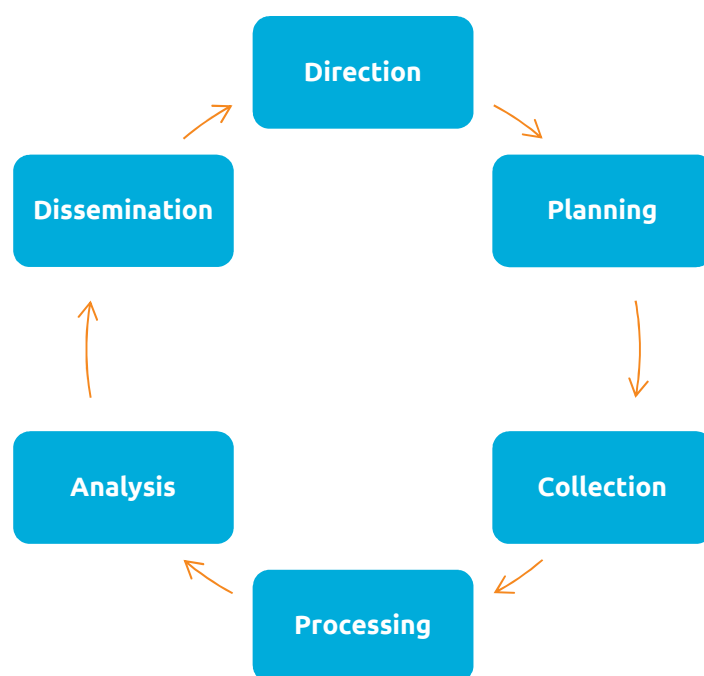 Direction
Planning
Collection
Processing
Analysis
Dissemination